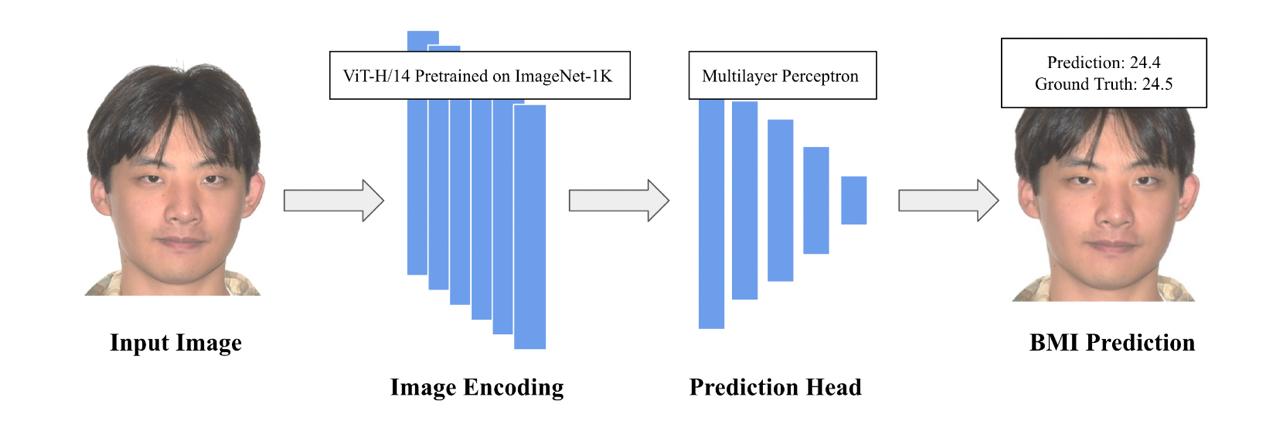 ViT-H/14 Pretrained on ImageNet-1K
Multilayer Perceptron
Prediction: 24.4
Ground Truth: 24.5
Input Image
Image Encoding
Prediction Head
BMI Prediction